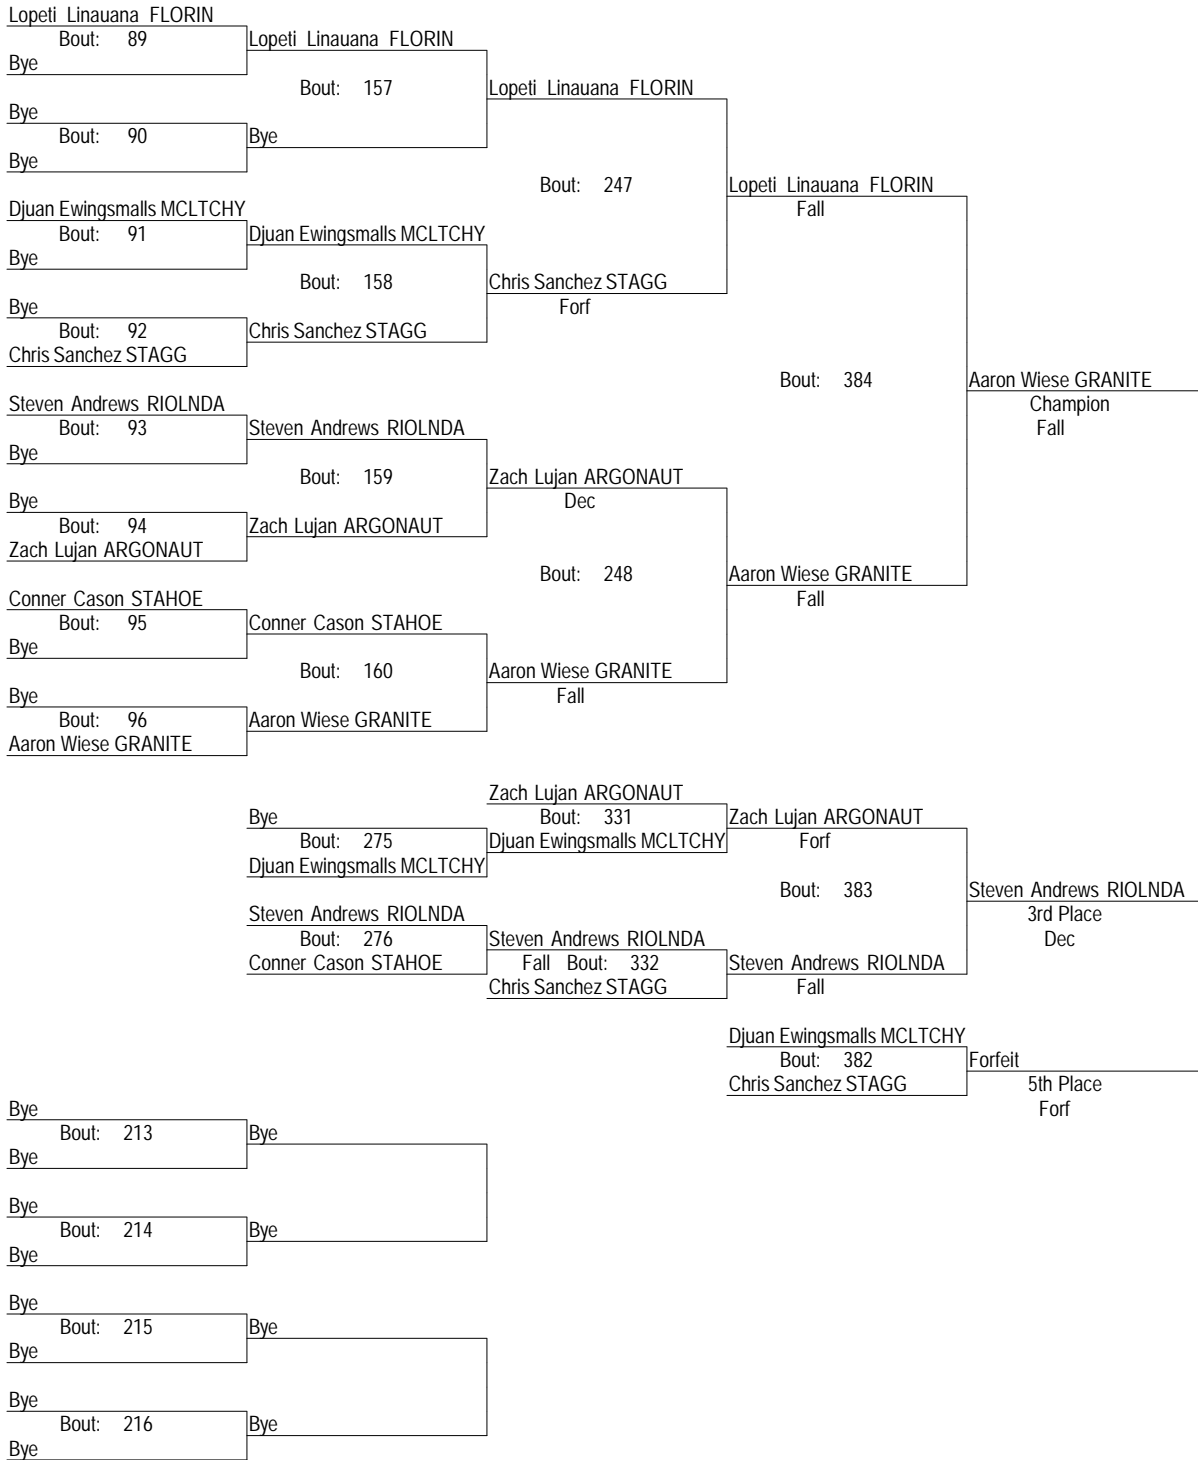 Lopeti Linauana FLORIN
Bout: 89
Lopeti Linauana FLORIN
Bye
Bout: 157
Lopeti Linauana FLORIN
Bye
Bout: 90
Bye
Bye
Bout: 247
Lopeti Linauana FLORIN
Fall
Djuan Ewingsmalls MCLTCHY
Bout: 91
Djuan Ewingsmalls MCLTCHY
Bye
Bout: 158
Chris Sanchez STAGG
Forf
Bye
Bout: 92
Chris Sanchez STAGG
Chris Sanchez STAGG
Bout: 384
Aaron Wiese GRANITE
Champion
Fall
Steven Andrews RIOLNDA
Bout: 93
Steven Andrews RIOLNDA
Bye
Bout: 159
Zach Lujan ARGONAUT
Dec
Bye
Bout: 94
Zach Lujan ARGONAUT
Zach Lujan ARGONAUT
Bout: 248
Aaron Wiese GRANITE
Fall
Conner Cason STAHOE
Bout: 95
Conner Cason STAHOE
Bye
Bout: 160
Aaron Wiese GRANITE
Fall
Bye
Bout: 96
Aaron Wiese GRANITE
Aaron Wiese GRANITE
Zach Lujan ARGONAUT
Bye
Bout: 331
Zach Lujan ARGONAUT
Bout: 275
Djuan Ewingsmalls MCLTCHY
Forf
Djuan Ewingsmalls MCLTCHY
Bout: 383
Steven Andrews RIOLNDA
3rd Place
Dec
Steven Andrews RIOLNDA
Bout: 276
Steven Andrews RIOLNDA
Conner Cason STAHOE
Fall Bout: 332
Steven Andrews RIOLNDA
Chris Sanchez STAGG
Fall
Djuan Ewingsmalls MCLTCHY
Bout: 382
Forfeit
Chris Sanchez STAGG
5th Place
Forf
Bye
Bout: 213
Bye
Bye
Bye
Bout: 214
Bye
Bye
Bye
Bout: 215
Bye
Bye
Bye
Bout: 216
Bye
Bye